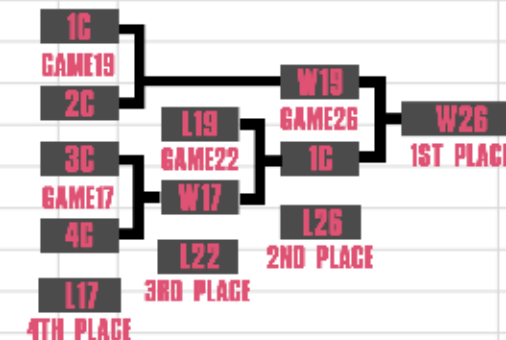 1C
GAME19
2C
W19
GAME26
1C
W26
1ST PLAC
L19
GAME22
W17
3C
GAME17
4C
L26
2ND PLACE
L22
3RD PLACE
L17
4TH PLACE